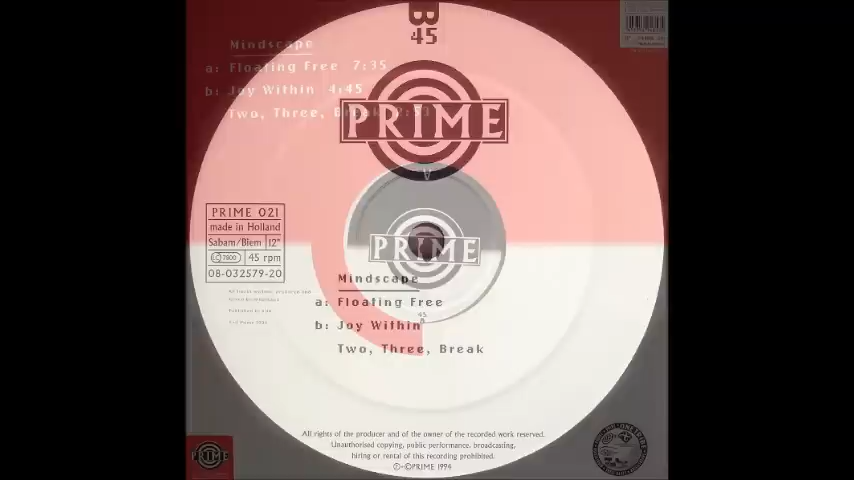 B
45
Mindscape
a: Floating Free 7:35
b: Joy Within 4:45
Two, Three, Break
PRIME
PRIME 021
made in Holland
Sabam/Biem 12"
LC 7800 45 rpm
08-032579-20
PRIME
Mindscape
a: Floating Free
45
b: Joy Within
Two, Three, Break
All rights of the producer and of the owner of the recorded work reserved.
Unauthorised copying, public performance, broadcasting,
hiring or rental of this recording prohibited.
℗·©PRIME 1994
PRIME